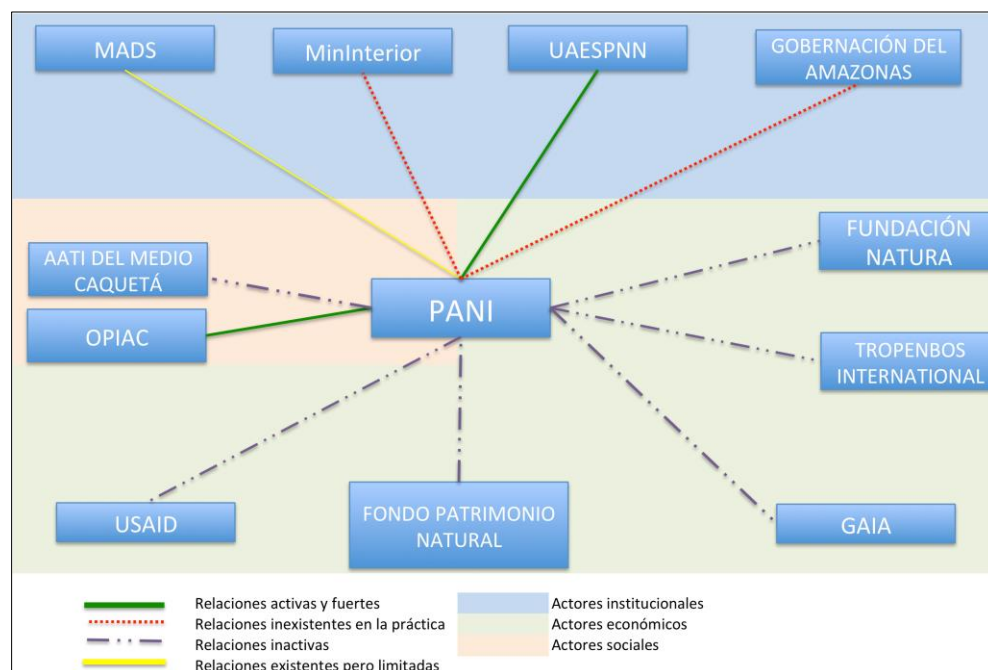 MADS
MinInterior
UAESPNN
GOBERNACIÓN DEL
AMAZONAS
AATI DEL MEDIO
CAQUETÁ
OPIAC
PANI
FUNDACIÓN
NATURA
TROPENBOS
INTERNATIONAL
USAID
FONDO PATRIMONIO
NATURAL
GAIA
Relaciones activas y fuertes
Relaciones inexistentes en la práctica
Relaciones inactivas
Relaciones existentes pero limitadas
Actores institucionales
Actores económicos
Actores sociales